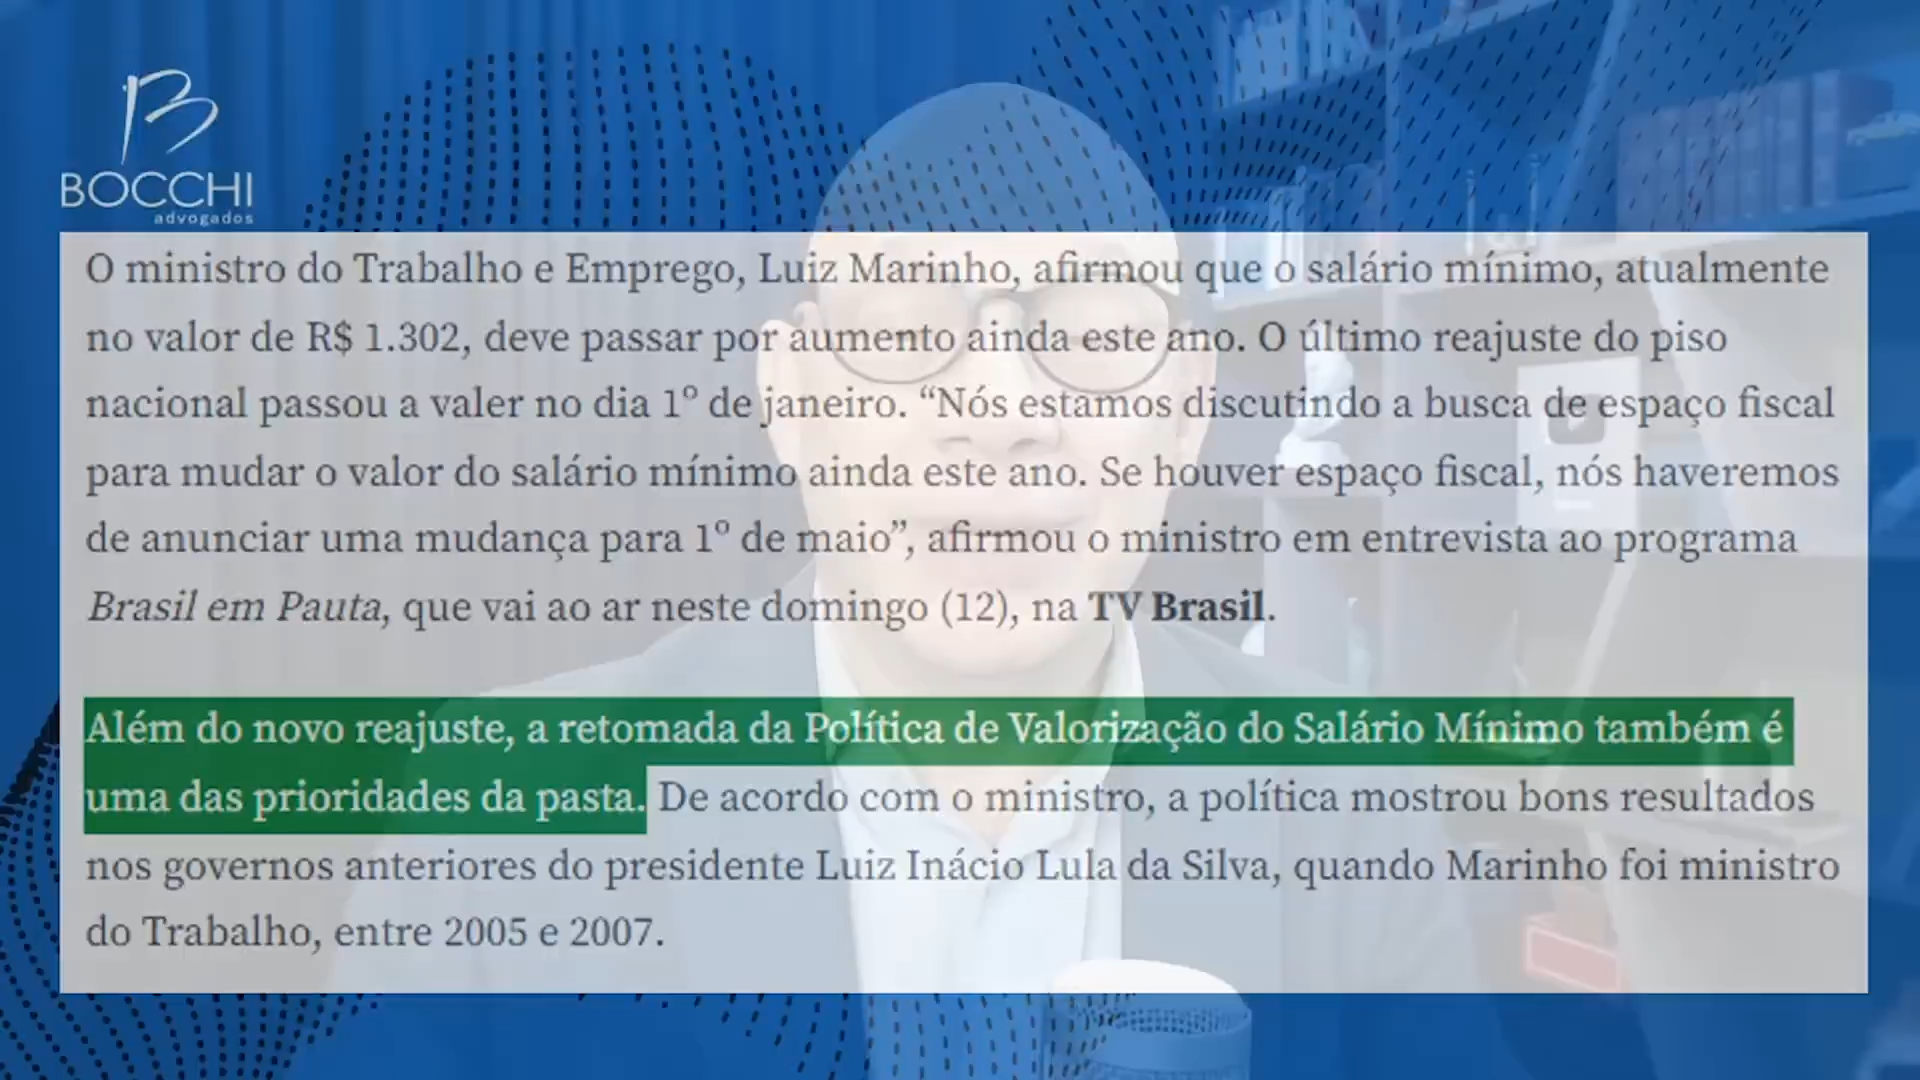 B
BOCCHI
advogados
O ministro do Trabalho e Emprego, Luiz Marinho, afirmou que o salário mínimo, atualmente
no valor de R$ 1.302, deve passar por aumento ainda este ano. O último reajuste do piso
nacional passou a valer no dia 1º de janeiro. “Nós estamos discutindo a busca de espaço fiscal
para mudar o valor do salário mínimo ainda este ano. Se houver espaço fiscal, nós haveremos
de anunciar uma mudança para 1º de maio”, afirmou o ministro em entrevista ao programa
Brasil em Pauta, que vai ao ar neste domingo (12), na TV Brasil.
Além do novo reajuste, a retomada da Política de Valorização do Salário Mínimo também é
uma das prioridades da pasta. De acordo com o ministro, a política mostrou bons resultados
nos governos anteriores do presidente Luiz Inácio Lula da Silva, quando Marinho foi ministro
do Trabalho, entre 2005 e 2007.